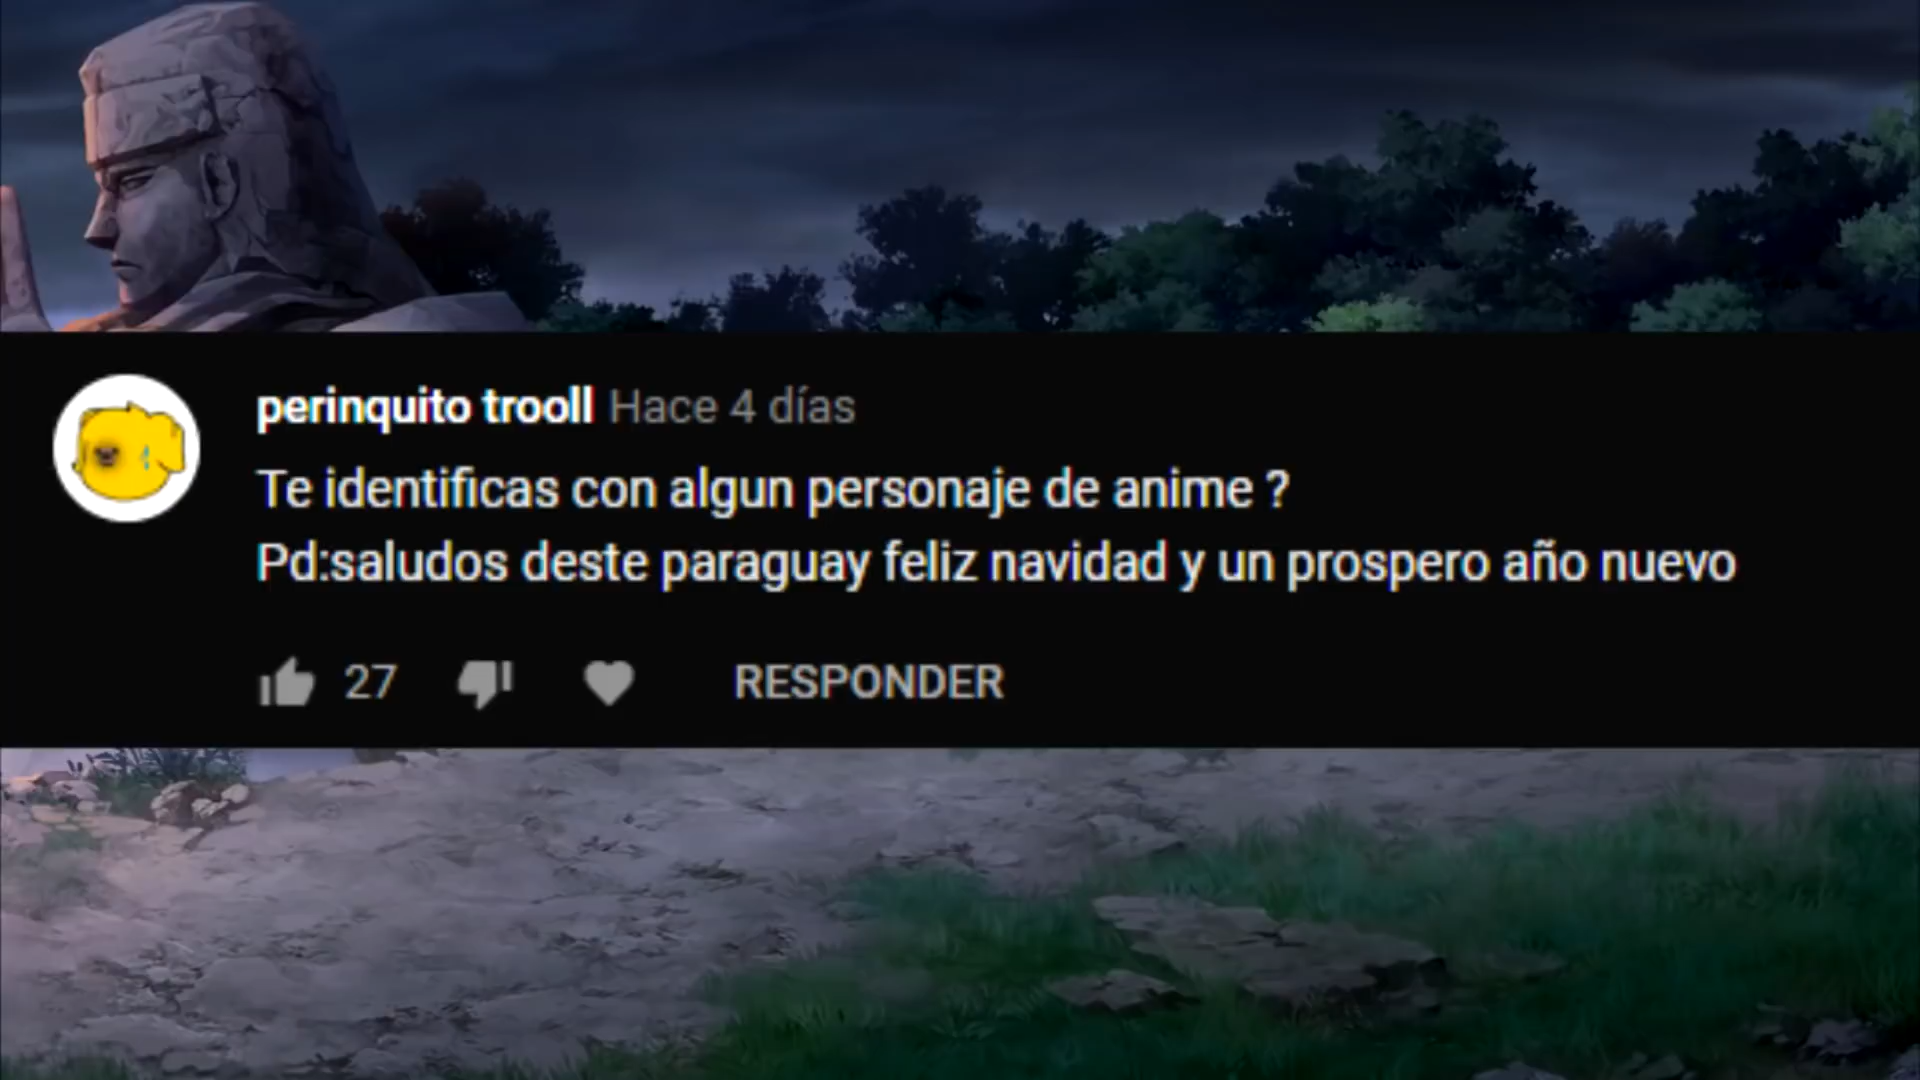 perinquito trooll Hace 4 días
Te identificas con algun personaje de anime ?
Pd:saludos deste paraguay feliz navidad y un prospero año nuevo
27 RESPONDER